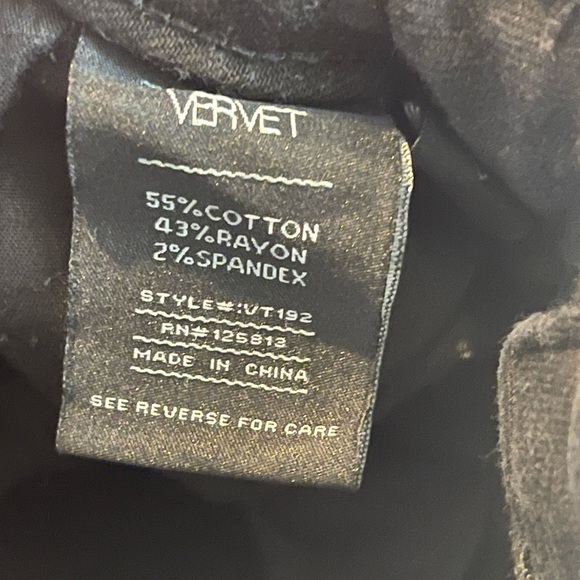 VERVET
55%COTTON
43%RAYON
2%SPANDEX
STYLE#:VT192
RN#125813
MADE IN CHINA
SEE REVERSE FOR CARE